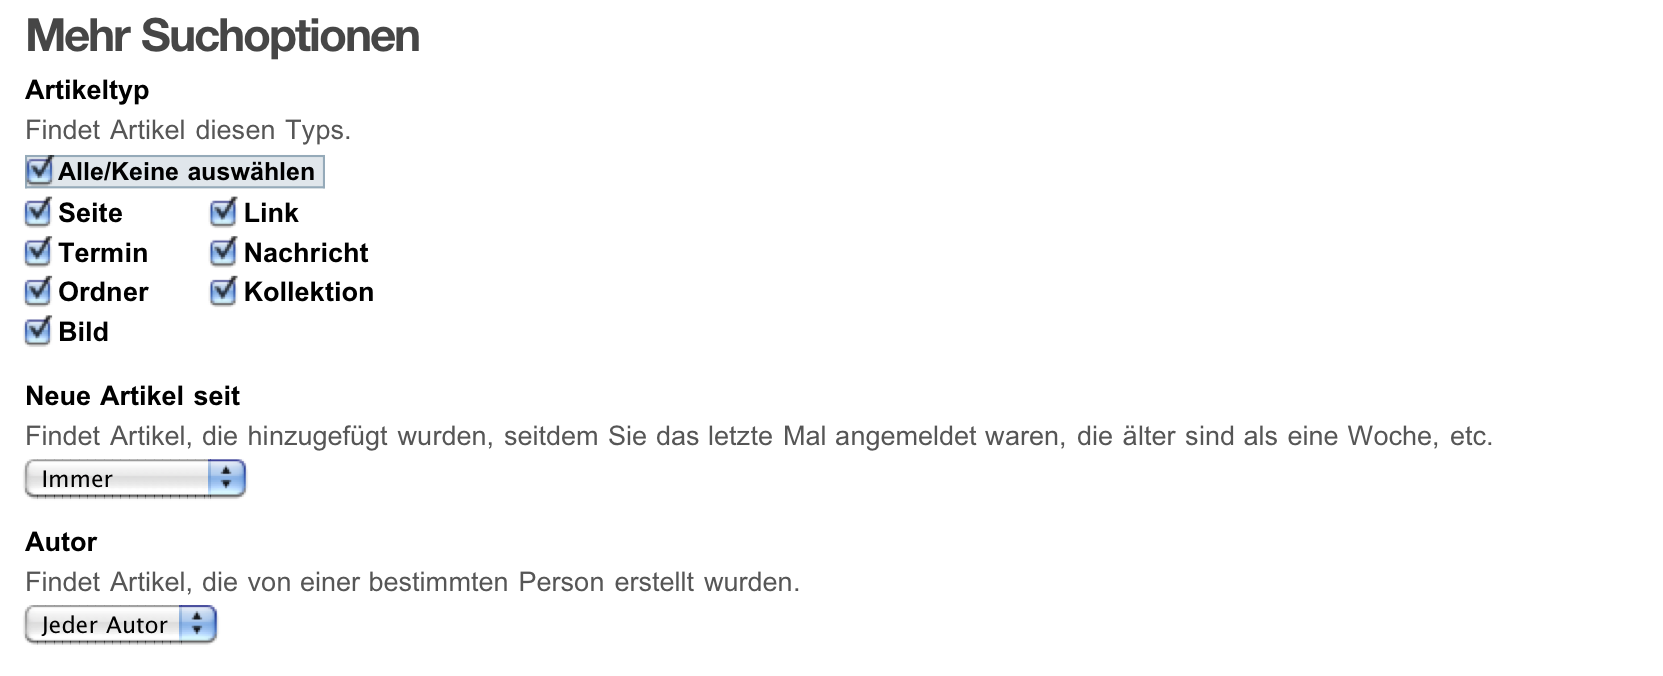 Mehr Suchoptionen
Artikeltyp
Findet Artikel diesen Typs.
Alle/Keine auswählen
Seite Link
Termin Nachricht
Ordner Kollektion
Bild
Neue Artikel seit
Findet Artikel, die hinzugefügt wurden, seitdem Sie das letzte Mal angemeldet waren, die älter sind als eine Woche, etc.
Immer
Autor
Findet Artikel, die von einer bestimmten Person erstellt wurden.
Jeder Autor